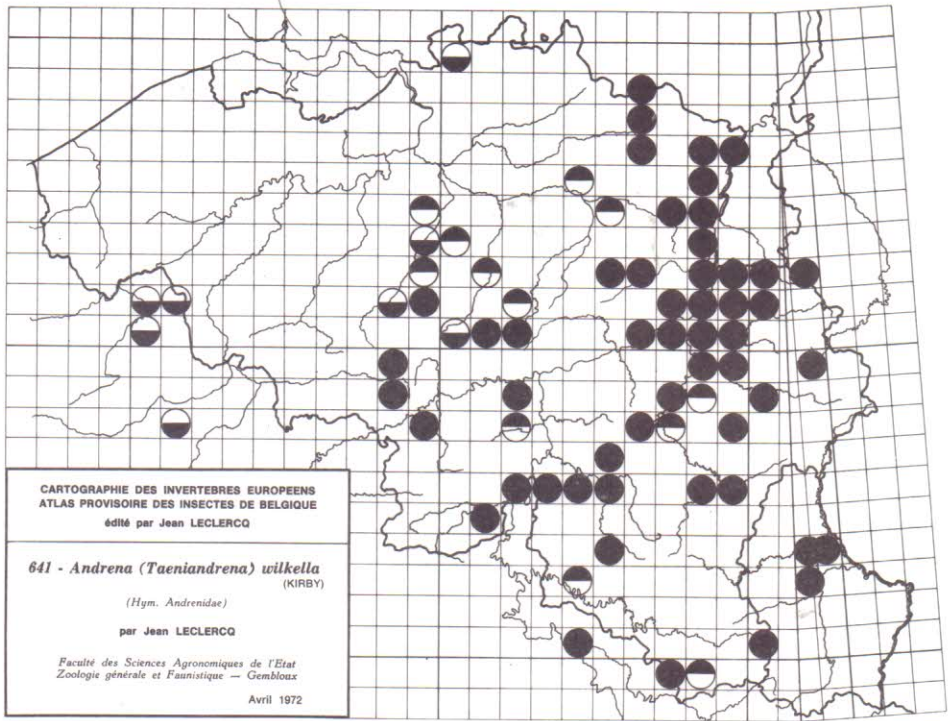 CARTOGRAPHIE DES INVERTEBRES EUROPEENS
ATLAS PROVISOIRE DES INSECTES DE BELGIQUE
édité par Jean LECLERCQ
641 - Andrena (Taeniandrena) wilkella
(KIRBY)
(Hym. Andrenidae)
par Jean LECLERCQ
Faculté des Sciences Agronomiques de l'Etat
Zoologie générale et Faunistique — Gembloux
Avril 1972